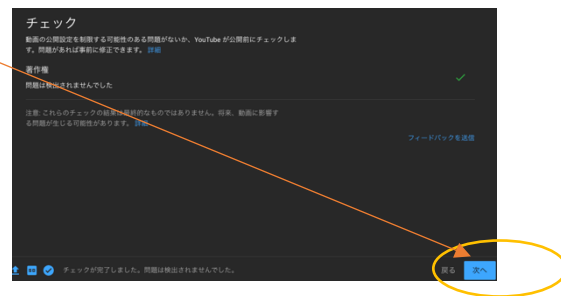 チェック
動画の公開設定を制限する可能性のある問題がないか、YouTube が公開前にチェックしま
す。問題があれば事前に修正できます。 詳細
著作権
問題は検出されませんでした
注意: これらのチェックの結果は最終的なものではありません。将来、動画に影響す
る問題が生じる可能性があります。 詳細
フィードバックを送信
チェックが完了しました。問題は検出されませんでした。
戻る 次へ